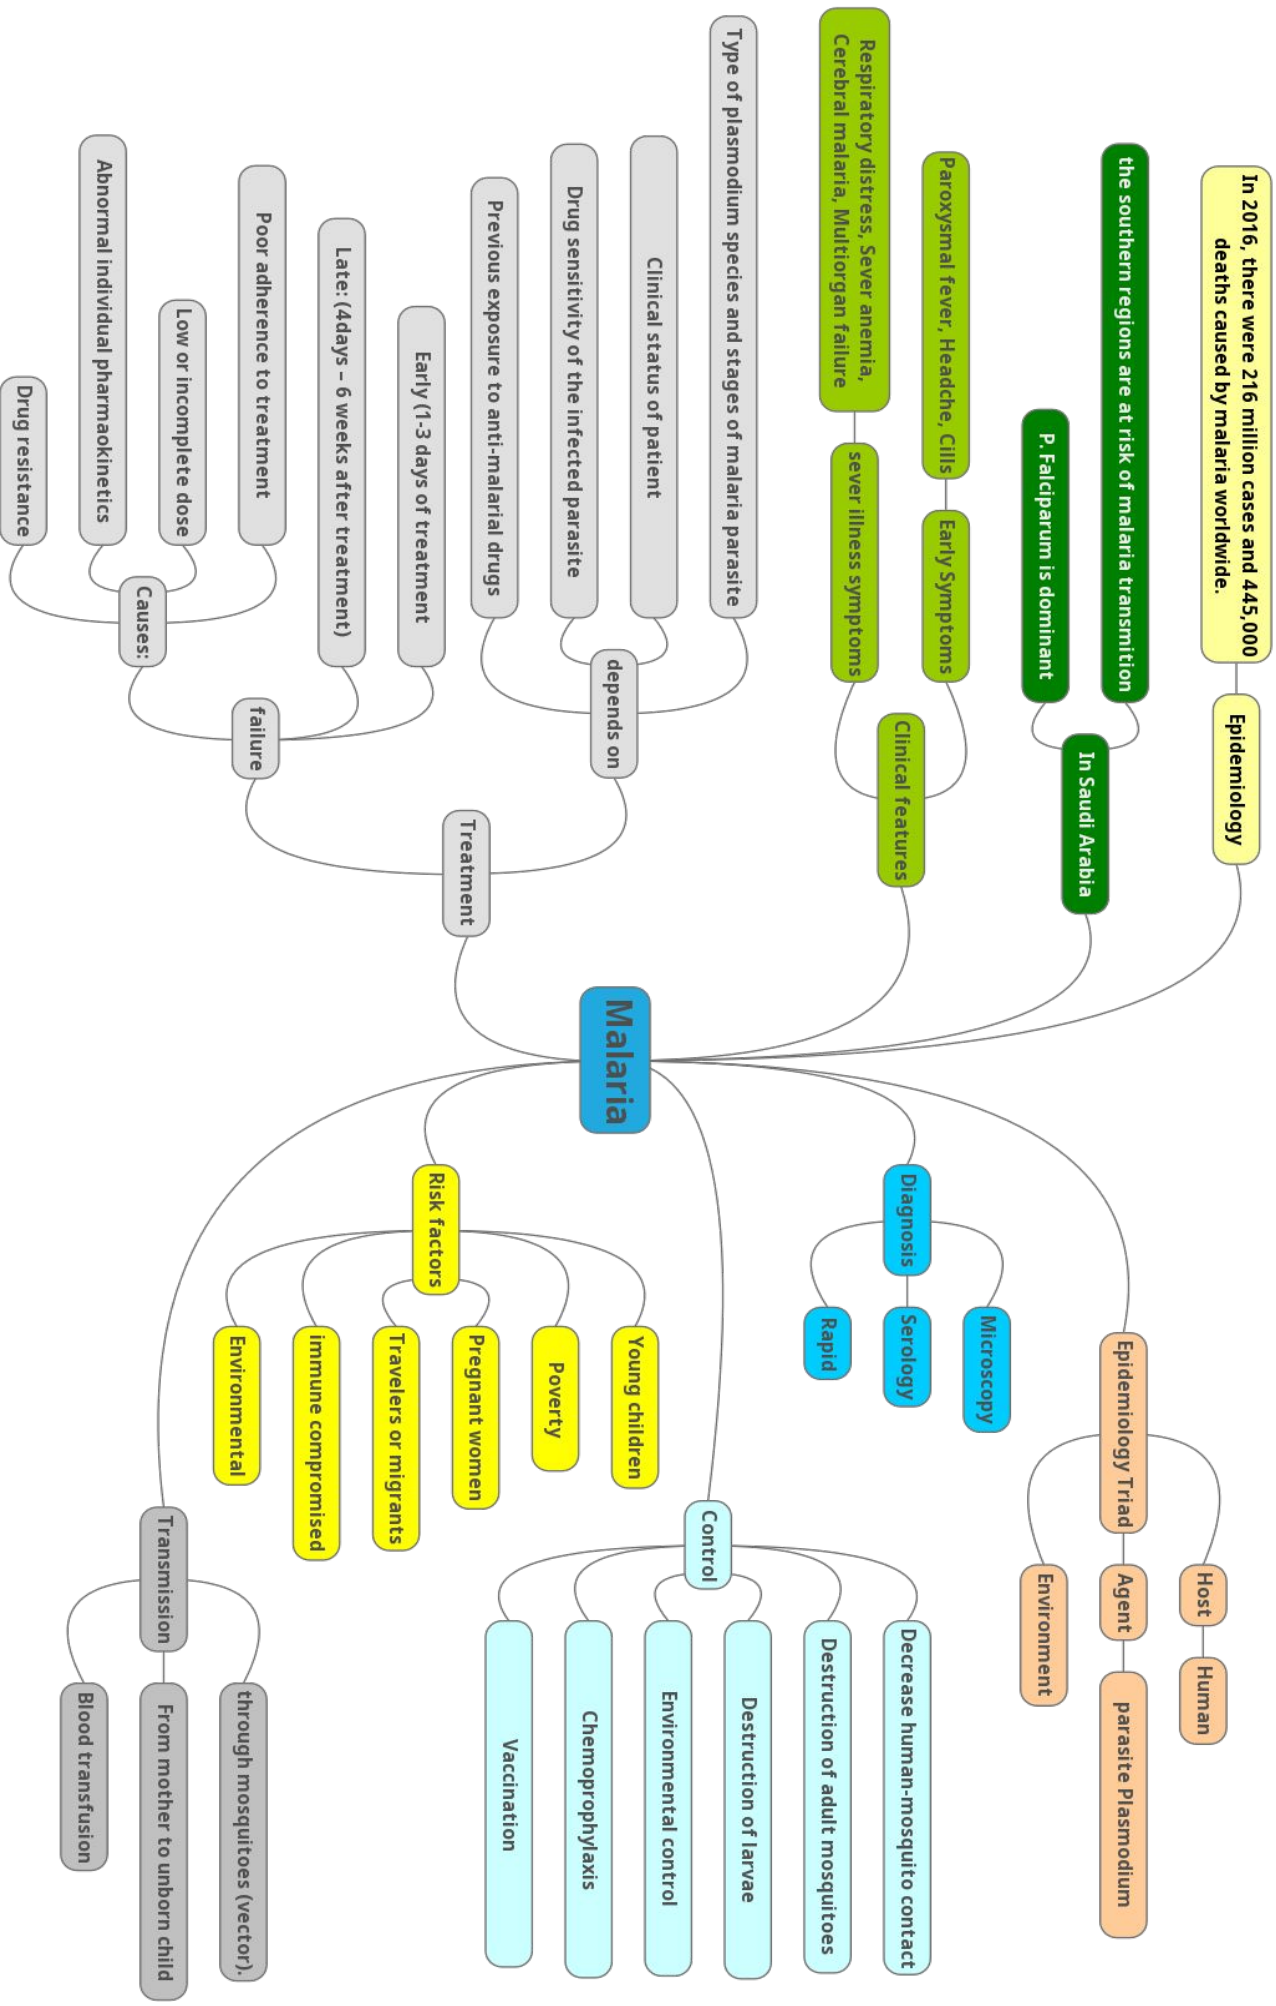 In 2016, there were 216 million cases and 445,000
deaths caused by malaria worldwide.
Epidemiology
the southern regions are at risk of malaria transmition
P. Falciparum is dominant
In Saudi Arabia
Paroxysmal fever, Headche, Cills
Early Symptoms
Respiratory distress, Sever anemia,
Cerebral malaria, Multiorgan failure
sever illness symptoms
Clinical features
Type of plasmodium species and stages of malaria parasite
Clinical status of patient
Drug sensitivity of the infected parasite
Previous exposure to anti-malarial drugs
depends on
Early (1-3 days of treatment
Late: (4days – 6 weeks after treatment)
Poor adherence to treatment
Low or incomplete dose
Abnormal individual pharmaokinetics
Drug resistance
Causes:
failure
Treatment
Malaria
Epidemiology Triad
Host
Human
Agent
parasite Plasmodium
Environment
Diagnosis
Microscopy
Serology
Rapid
Control
Decrease human-mosquito contact
Destruction of adult mosquitoes
Destruction of larvae
Environmental control
Chemoprophylaxis
Vaccination
Risk factors
Young children
Poverty
Pregnant women
Travelers or migrants
immune compromised
Environmental
Transmission
through mosquitoes (vector).
From mother to unborn child
Blood transfusion